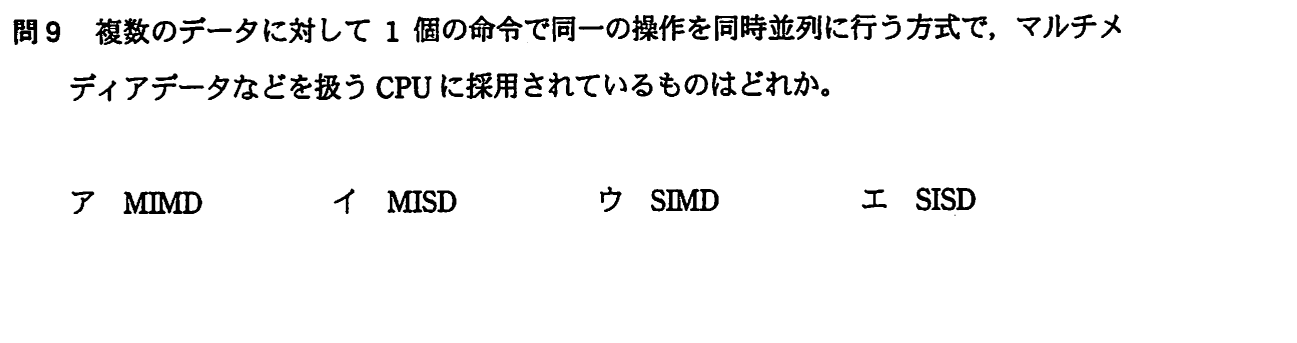 問9 複数のデータに対して 1 個の命令で同一の操作を同時並列に行う方式で，マルチメ
ディアデータなどを扱う CPU に採用されているものはどれか。
ア MIMD イ MISD ウ SIMD エ SISD